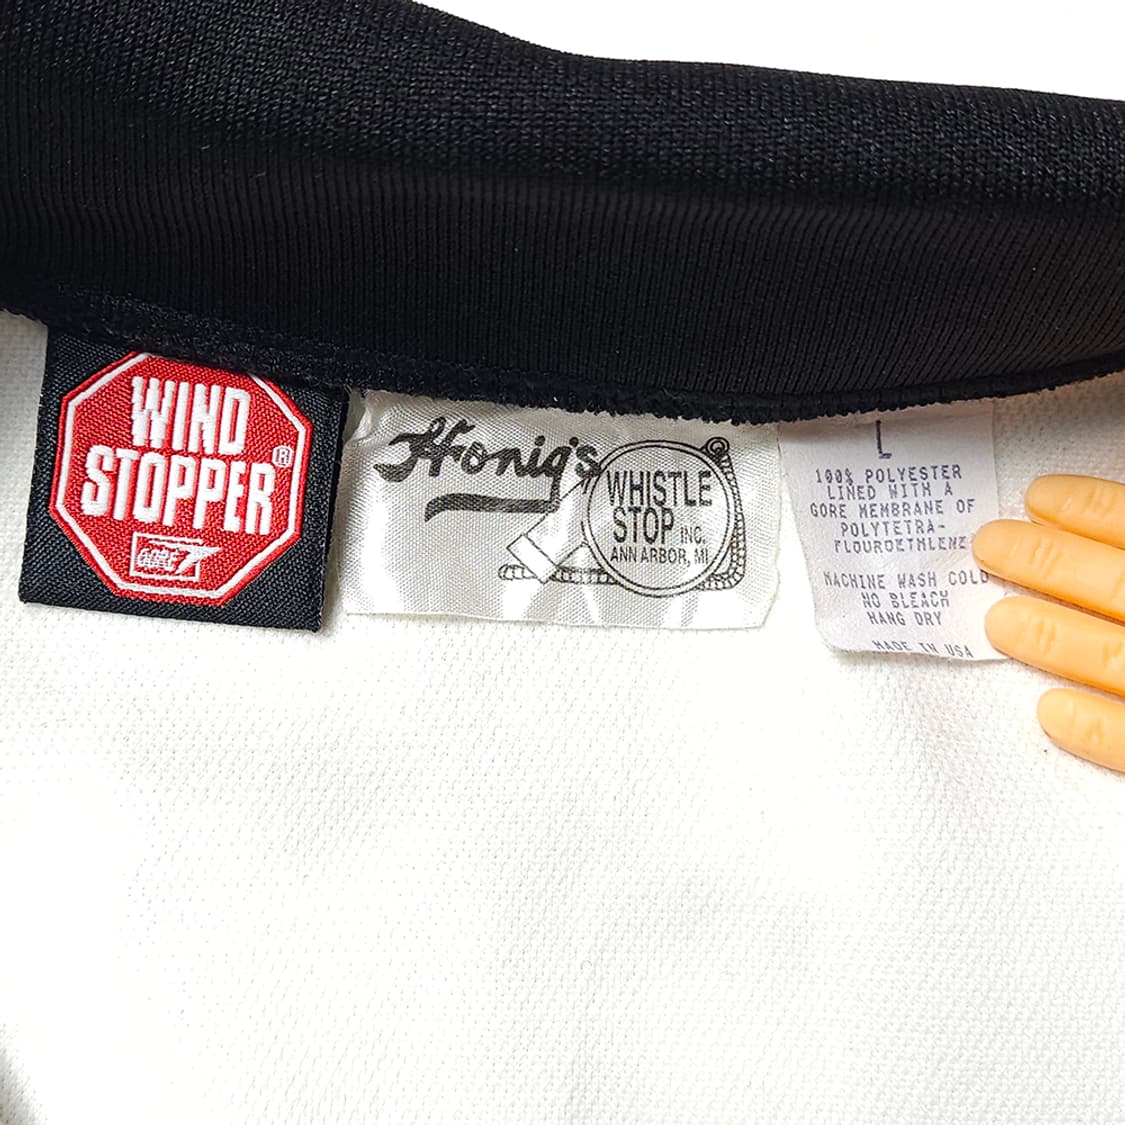 WIND
STOPPER®
GORE
Honig's
WHISTLE
STOP INC.
ANN ARBOR, MI
L
100% POLYESTER
LINED WITH A
GORE MEMBRANE OF
POLYTETRA-
FLOUROETHLENE
MACHINE WASH COLD
NO BLEACH
HANG DRY
MADE IN USA